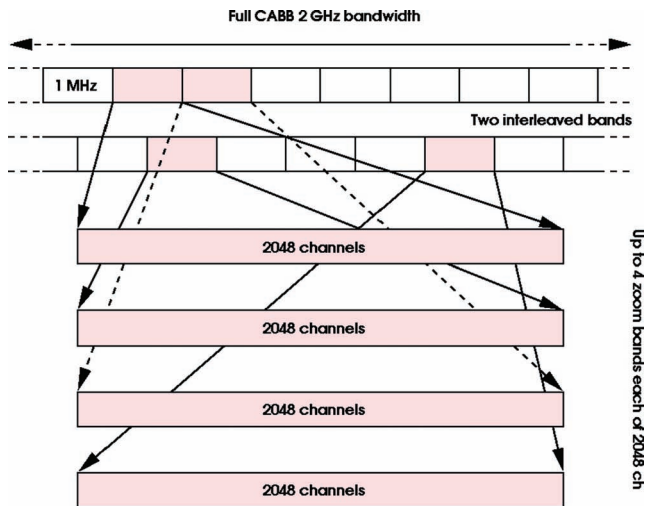 Full CABB 2 GHz bandwidth
1 MHz
Two interleaved bands
2048 channels
2048 channels
2048 channels
2048 channels
Up to 4 zoom bands each of 2048 ch